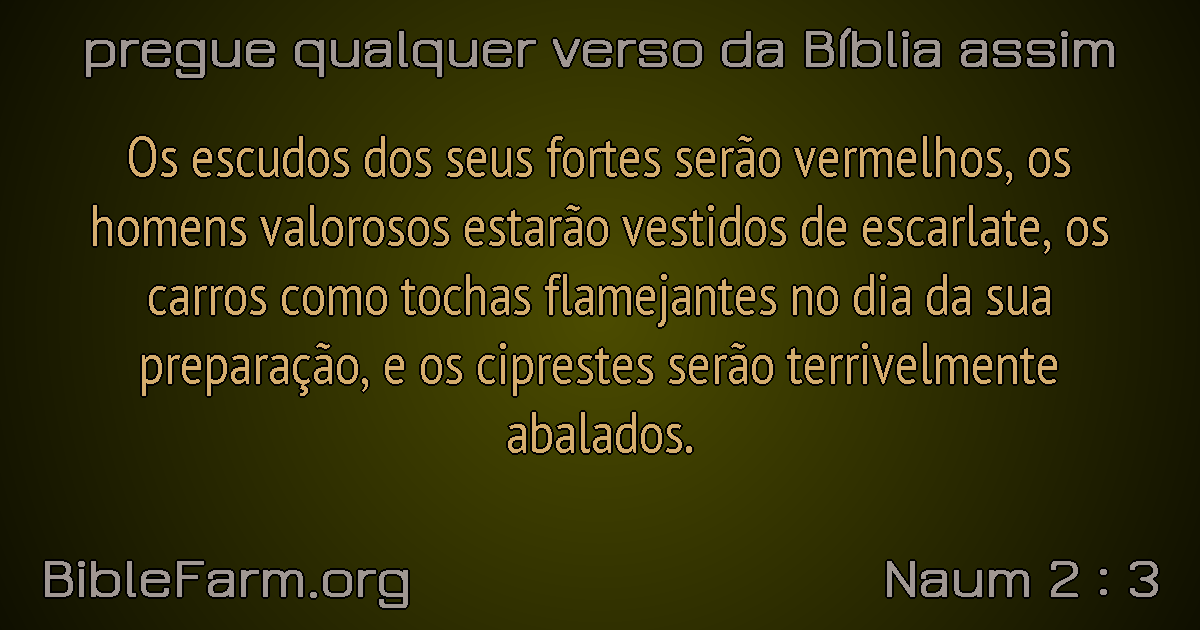 pregue qualquer verso da Bíblia assim
Os escudos dos seus fortes serão vermelhos, os
homens valorosos estarão vestidos de escarlate, os
carros como tochas flamejantes no dia da sua
preparação, e os ciprestes serão terrivelmente
abalados.
BibleFarm.org
Naum 2 : 3